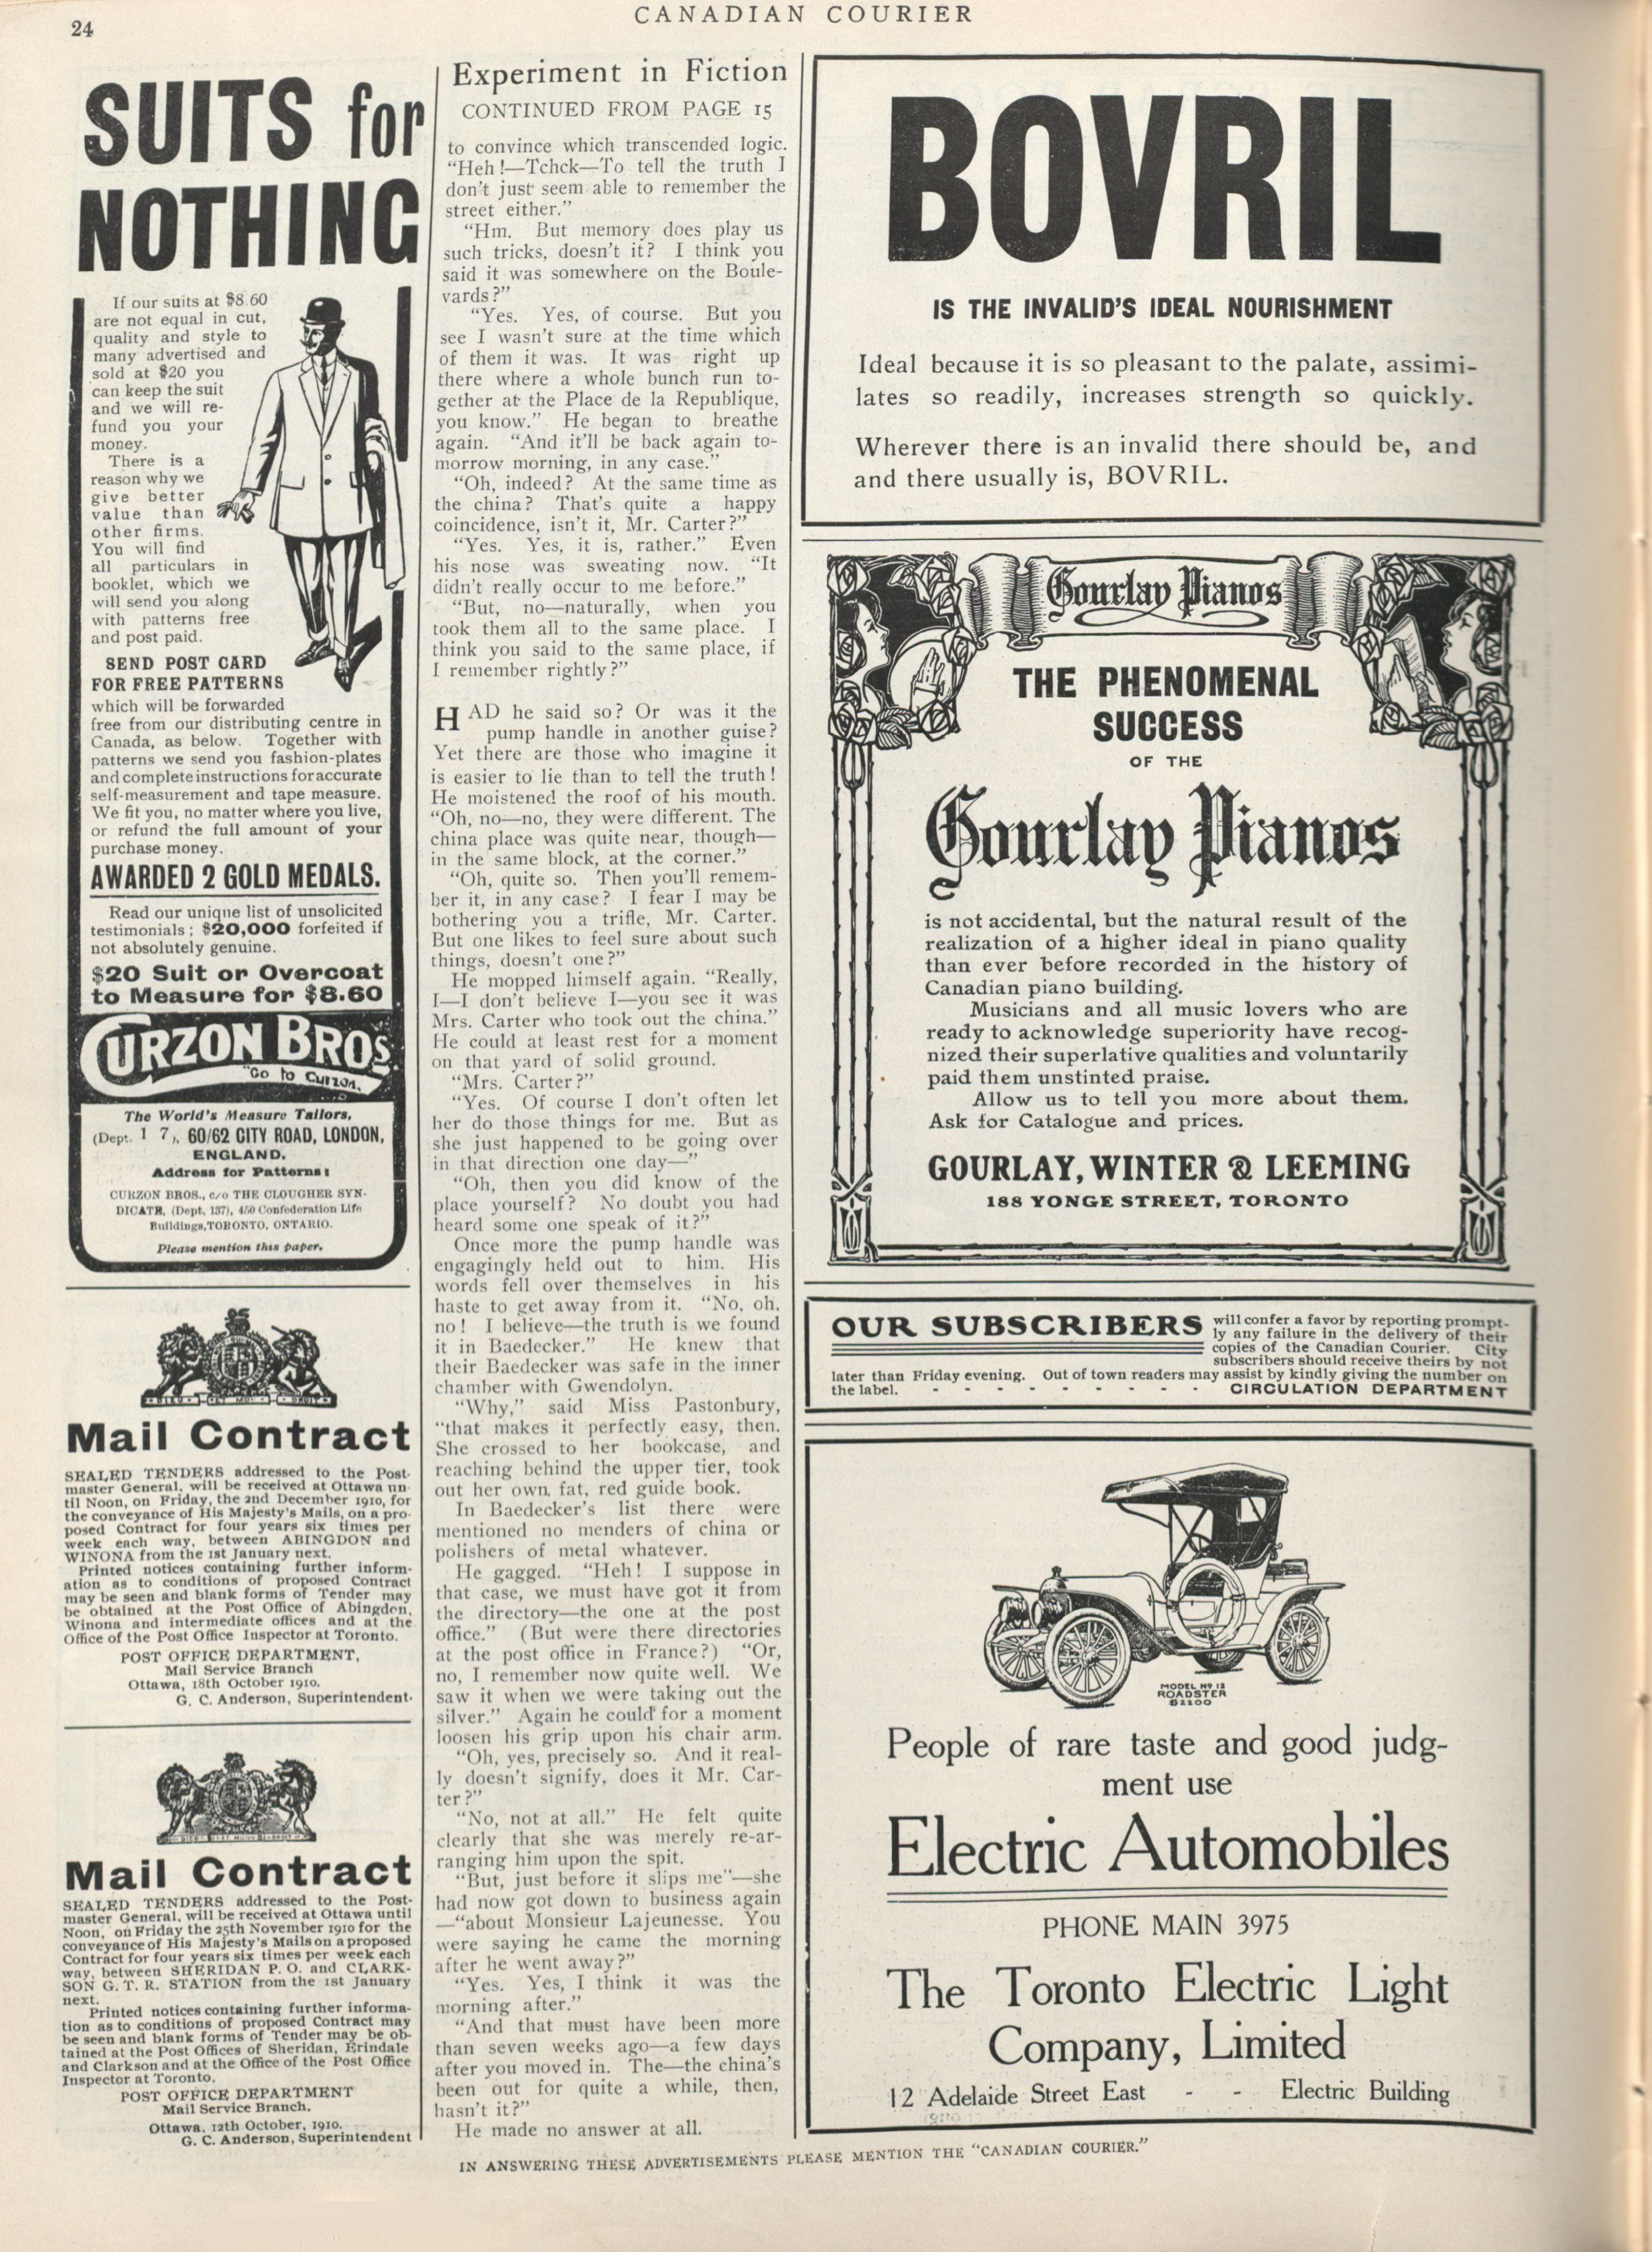 24
CANADIAN COURIER
SUITS for
NOTHING
If our suits at $8.60
are not equal in cut,
quality and style to
many advertised and
sold at $20 you
can keep the suit
and we will re-
fund you your
money.
There is a
reason why we
give better
value than
other firms.
You will find
all particulars in
booklet, which we
will send you along
with patterns free
and post paid.
SEND POST CARD
FOR FREE PATTERNS
which will be forwarded
free from our distributing centre in
Canada, as below. Together with
patterns we send you fashion-plates
and complete instructions for accurate
self-measurement and tape measure.
We fit you, no matter where you live,
or refund the full amount of your
purchase money.
AWARDED 2 GOLD MEDALS.
Read our unique list of unsolicited
testimonials; $20,000 forfeited if
not absolutely genuine.
$20 Suit or Overcoat
to Measure for $8.60
CURZON BROS.
"Go to Curzon.
The World's Measure Tailors,
(Dept. 1 7), 60/62 CITY ROAD, LONDON,
ENGLAND.
Address for Patterns:
CURZON BROS., c/o THE CLOUGHER SYN-
DICATE, (Dept, 137), 450 Confederation Life
Buildings, TORONTO, ONTARIO.
Please mention this paper.
Mail Contract
SEALED TENDERS addressed to the Post-
master General, will be received at Ottawa un-
til Noon, on Friday, the 2nd December 1910, for
the conveyance of His Majesty's Mails, on a pro-
posed Contract for four years six times per
week each way, between ABINGDON and
WINONA from the 1st January next.
Printed notices containing further inform-
ation as to conditions of proposed Contract
may be seen and blank forms of Tender may
be obtained at the Post Office of Abingdon,
Winona and intermediate offices and at the
Office of the Post Office Inspector at Toronto.
POST OFFICE DEPARTMENT,
Mail Service Branch
Ottawa, 18th October 1910.
G. C. Anderson, Superintendent.
Mail Contract
SEALED TENDERS addressed to the Post-
master General, will be received at Ottawa until
Noon, on Friday the 25th November 1910 for the
conveyance of His Majesty's Mails on a proposed
Contract for four years six times per week each
way, between SHERIDAN P. O. and CLARK-
SON G. T. R. STATION from the 1st January
next.
Printed notices containing further informa-
tion as to conditions of proposed Contract may
be seen and blank forms of Tender may be ob-
tained at the Post Offices of Sheridan, Erindale
and Clarkson and at the Office of the Post Office
Inspector at Toronto.
POST OFFICE DEPARTMENT
Mail Service Branch.
Ottawa, 12th October, 1910.
G. C. Anderson, Superintendent
Experiment in Fiction
CONTINUED FROM PAGE 15
to convince which transcended logic.
"Heh!—Tchck—To tell the truth I
don't just seem able to remember the
street either."
"Hm. But memory does play us
such tricks, doesn't it? I think you
said it was somewhere on the Boule-
vards?"
"Yes. Yes, of course. But you
see I wasn't sure at the time which
of them it was. It was right up
there where a whole bunch run to-
gether at the Place de la Republique,
you know." He began to breathe
again. "And it'll be back again to-
morrow morning, in any case."
"Oh, indeed? At the same time as
the china? That's quite a happy
coincidence, isn't it, Mr. Carter?"
"Yes. Yes, it is, rather." Even
his nose was sweating now. "It
didn't really occur to me before."
"But, no—naturally, when you
took them all to the same place. I
think you said to the same place, if
I remember rightly?"
HAD he said so? Or was it the
pump handle in another guise?
Yet there are those who imagine it
is easier to lie than to tell the truth!
He moistened the roof of his mouth.
"Oh, no—no, they were different. The
china place was quite near, though—
in the same block, at the corner."
"Oh, quite so. Then you'll remem-
ber it, in any case? I fear I may be
bothering you a trifle, Mr. Carter.
But one likes to feel sure about such
things, doesn't one?"
He mopped himself again. "Really,
I—I don't believe I—you see it was
Mrs. Carter who took out the china."
He could at least rest for a moment
on that yard of solid ground.
"Mrs. Carter?"
"Yes. Of course I don't often let
her do those things for me. But as
she just happened to be going over
in that direction one day—"
"Oh, then you did know of the
place yourself? No doubt you had
heard some one speak of it?"
Once more the pump handle was
engagingly held out to him. His
words fell over themselves in his
haste to get away from it. "No, oh,
no! I believe—the truth is we found
it in Baedecker." He knew that
their Baedecker was safe in the inner
chamber with Gwendolyn.
"Why," said Miss Pastonbury,
"that makes it perfectly easy, then.
She crossed to her bookcase, and
reaching behind the upper tier, took
out her own, fat, red guide book.
In Baedecker's list there were
mentioned no menders of china or
polishers of metal whatever.
He gagged. "Heh! I suppose in
that case, we must have got it from
the directory—the one at the post
office." (But were there directories
at the post office in France?) "Or,
no, I remember now quite well. We
saw it when we were taking out the
silver." Again he could for a moment
loosen his grip upon his chair arm.
"Oh, yes, precisely so. And it real-
ly doesn't signify, does it Mr. Car-
ter?"
"No, not at all." He felt quite
clearly that she was merely re-ar-
ranging him upon the spit.
"But, just before it slips me"—she
had now got down to business again
—"about Monsieur Lajeunesse. You
were saying he came the morning
after he went away?"
"Yes. Yes, I think it was the
morning after."
"And that must have been more
than seven weeks ago—a few days
after you moved in. The—the china's
been out for quite a while, then,
hasn't it?"
He made no answer at all.
BOVRIL
IS THE INVALID'S IDEAL NOURISHMENT
Ideal because it is so pleasant to the palate, assimi-
lates so readily, increases strength so quickly.
Wherever there is an invalid there should be, and
and there usually is, BOVRIL.
Gourlay Pianos
THE PHENOMENAL
SUCCESS
OF THE
Gourlay Pianos
is not accidental, but the natural result of the
realization of a higher ideal in piano quality
than ever before recorded in the history of
Canadian piano building.
Musicians and all music lovers who are
ready to acknowledge superiority have recog-
nized their superlative qualities and voluntarily
paid them unstinted praise.
Allow us to tell you more about them.
Ask for Catalogue and prices.
GOURLAY, WINTER & LEEMING
188 YONGE STREET, TORONTO
OUR SUBSCRIBERS will confer a favor by reporting prompt-
ly any failure in the delivery of their
copies of the Canadian Courier. City
subscribers should receive theirs by not
later than Friday evening. Out of town readers may assist by kindly giving the number on
the label. - - - - - - - - - CIRCULATION DEPARTMENT
MODEL Nº 12
ROADSTER
$2100
People of rare taste and good judg-
ment use
Electric Automobiles
PHONE MAIN 3975
The Toronto Electric Light
Company, Limited
12 Adelaide Street East - - Electric Building
IN ANSWERING THESE ADVERTISEMENTS PLEASE MENTION THE "CANADIAN COURIER."